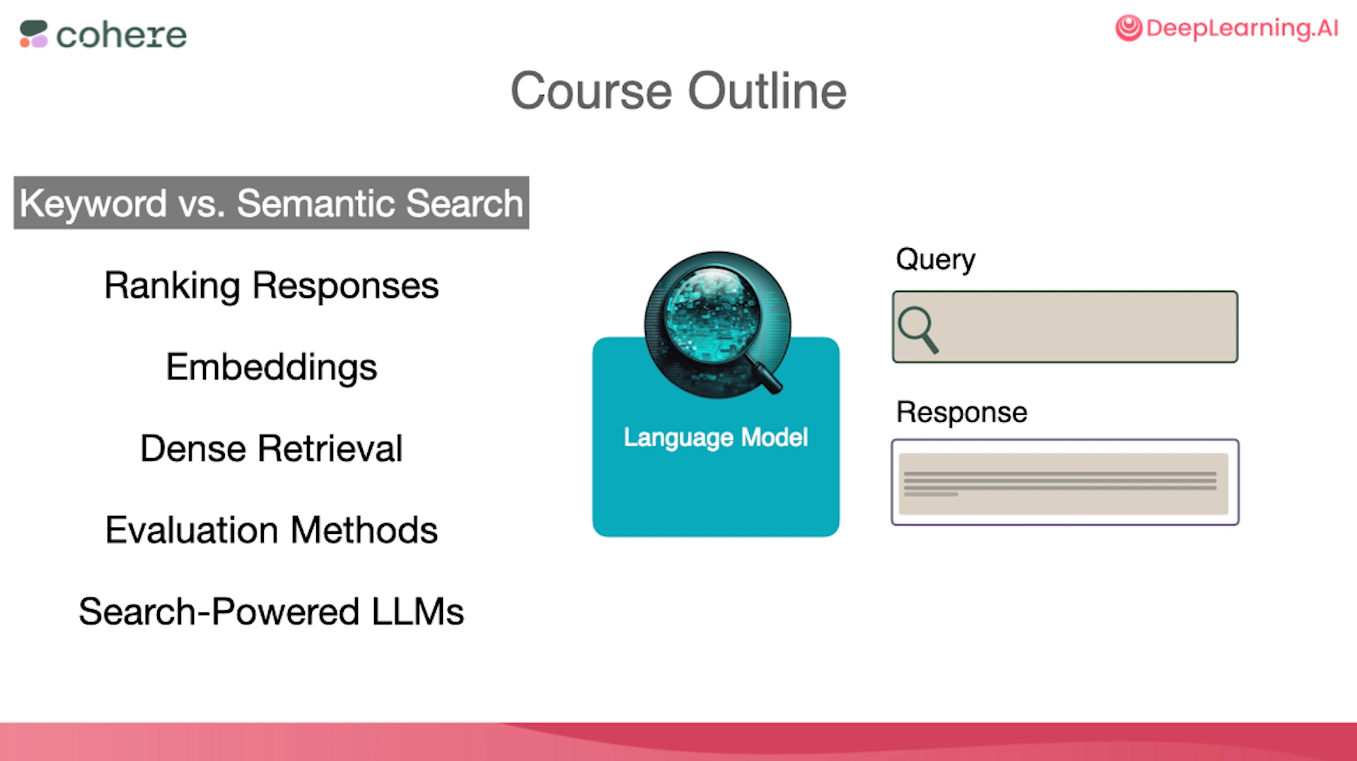 cohere
DeepLearning.AI
Course Outline
Keyword vs. Semantic Search
Ranking Responses
Embeddings
Dense Retrieval
Evaluation Methods
Search-Powered LLMs
Language Model
Query
Response